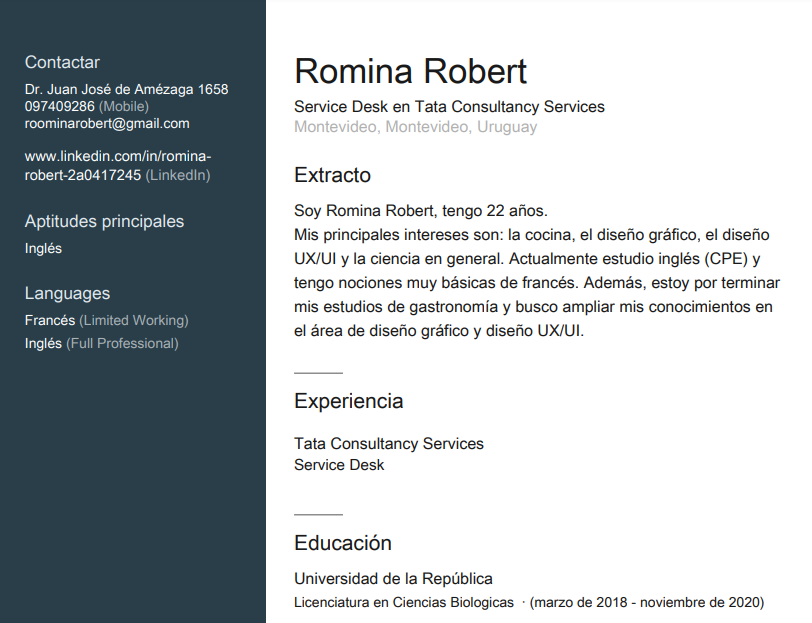 Contactar
Dr. Juan José de Amézaga 1658
097409286 (Mobile)
roominarobert@gmail.com
www.linkedin.com/in/romina-
robert-2a0417245 (LinkedIn)
Aptitudes principales
Inglés
Languages
Francés (Limited Working)
Inglés (Full Professional)
Romina Robert
Service Desk en Tata Consultancy Services
Montevideo, Montevideo, Uruguay
Extracto
Soy Romina Robert, tengo 22 años.
Mis principales intereses son: la cocina, el diseño gráfico, el diseño
UX/UI y la ciencia en general. Actualmente estudio inglés (CPE) y
tengo nociones muy básicas de francés. Además, estoy por terminar
mis estudios de gastronomía y busco ampliar mis conocimientos en
el área de diseño gráfico y diseño UX/UI.
Experiencia
Tata Consultancy Services
Service Desk
Educación
Universidad de la República
Licenciatura en Ciencias Biologicas · (marzo de 2018 - noviembre de 2020)